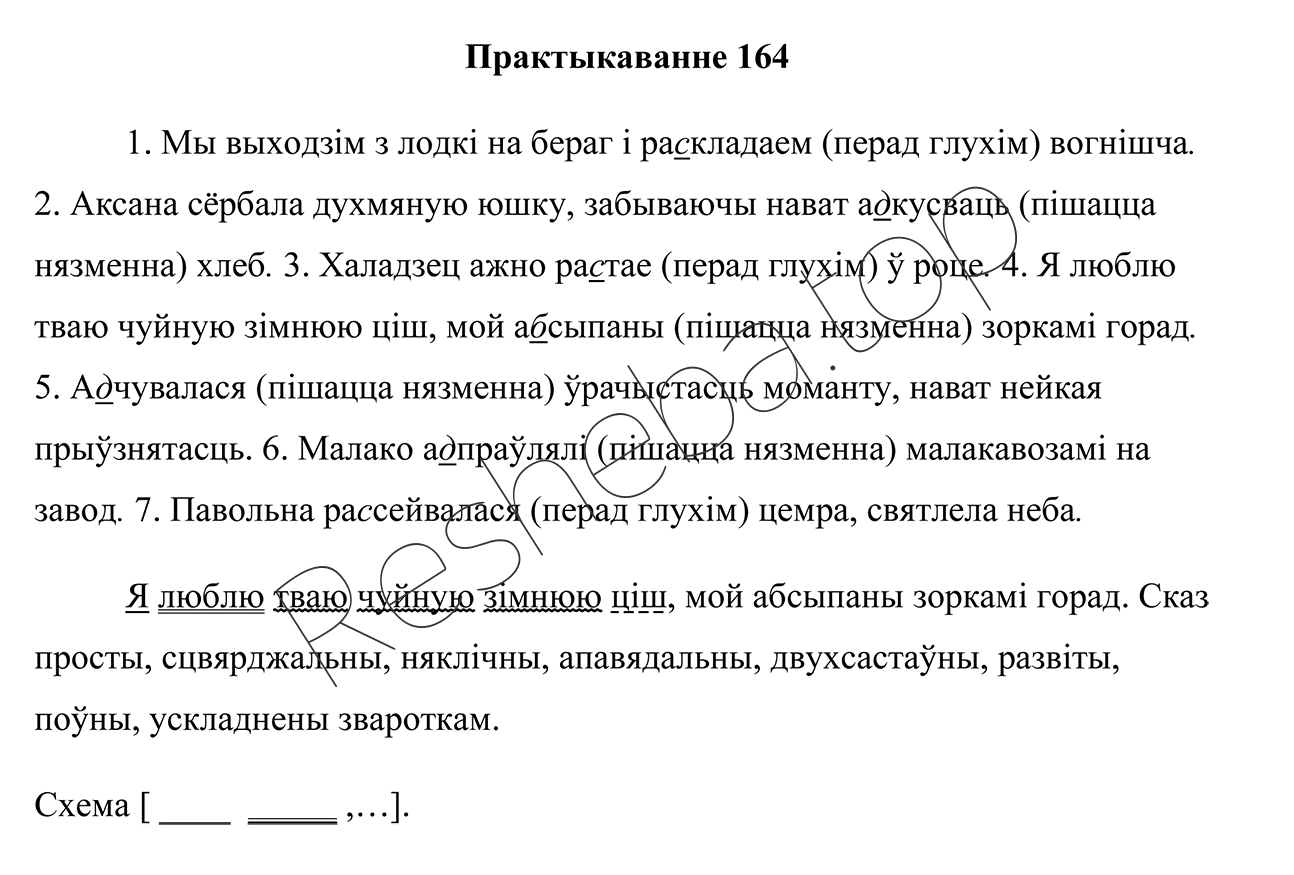 Практыкаванне 164
1. Мы выходзім з лодкі на бераг і раскладаем (перад глухім) вогнішча.
2. Аксана сёрбала духмяную юшку, забываючы нават адкусваць (пішацца
нязменна) хлеб. 3. Халадзец ажно растае (перад глухім) ў роце. 4. Я люблю
тваю чуйную зімнюю ціш, мой абсыпаны (пішацца нязменна) зоркамі горад.
5. Адчувалася (пішацца нязменна) ўрачыстасць моманту, нават нейкая
прыўзнятасць. 6. Малако адпраўлялі (пішацца нязменна) малакавозамі на
завод. 7. Павольна рассейвалася (перад глухім) цемра, святлела неба.
Я люблю тваю чуйную зімнюю ціш, мой абсыпаны зоркамі горад. Сказ
просты, сцвярджальны, няклічны, апавядальны, двухсастаўны, развіты,
поўны, ускладнены звароткам.
Схема [ ____ _____ ,…].
Resheba.top